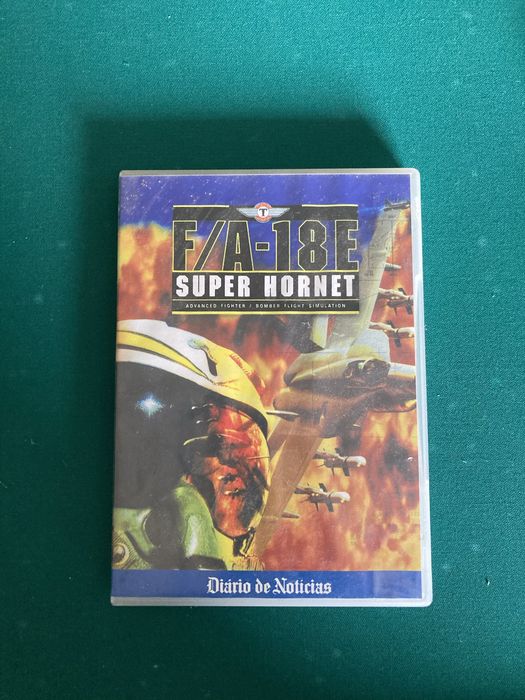 T
F/A-18E
SUPER HORNET
ADVANCED FIGHTER / BOMBER FLIGHT SIMULATION
Diário de Notícias